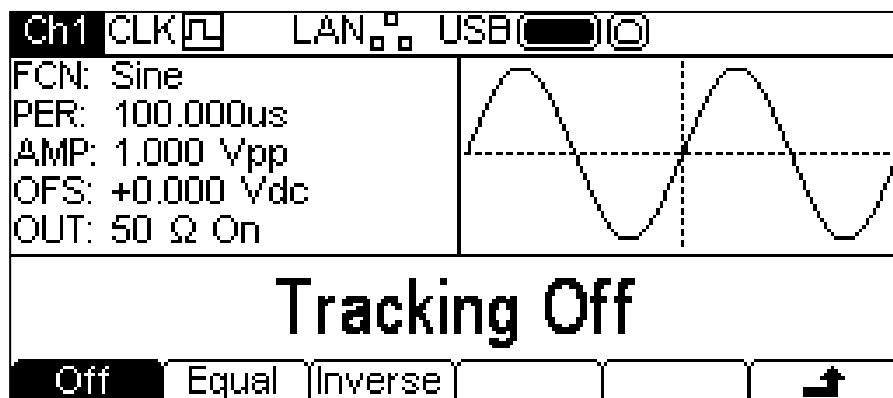 Ch1 CLK LAN USB
FCN: Sine
PER: 100.000us
AMP: 1.000 Vpp
OFS: +0.000 Vdc
OUT: 50 Ω On
Tracking Off
Off Equal Inverse